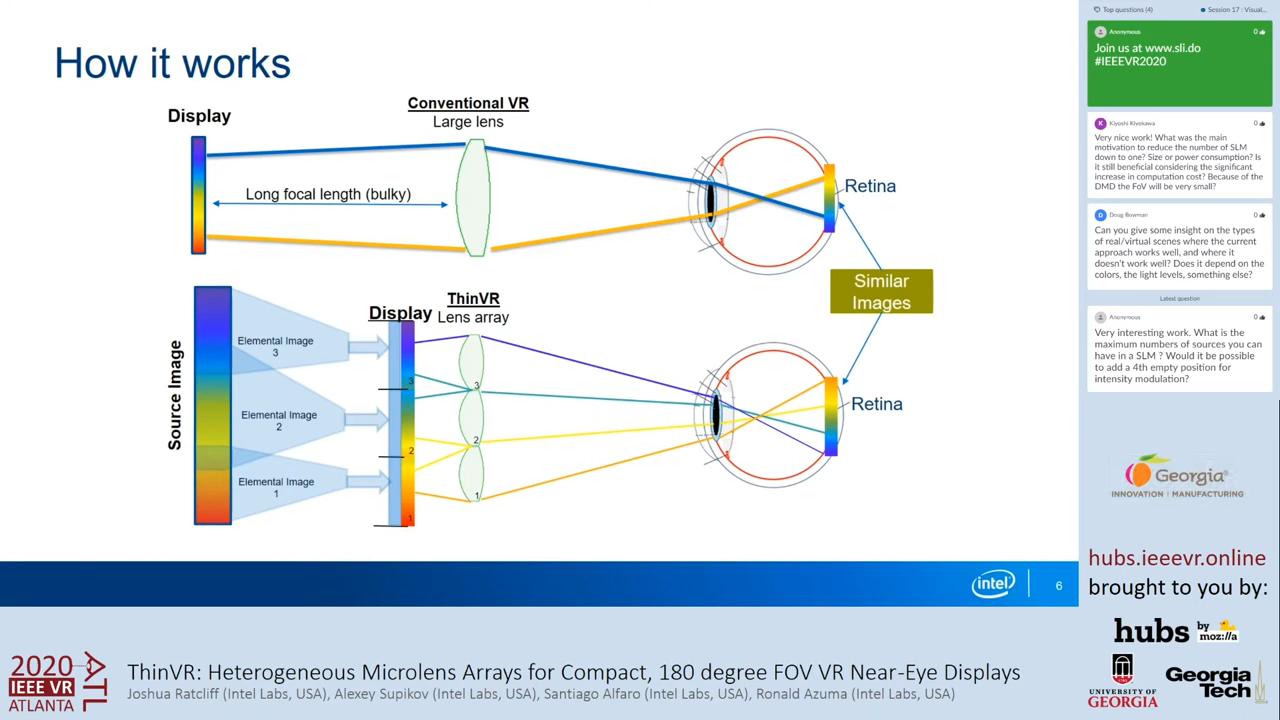 How it works
Display
Conventional VR
Large lens
Long focal length (bulky)
Retina
Similar
Images
Source Image
Elemental Image
3
Elemental Image
2
Elemental Image
1
Display
ThinVR
Lens array
3
2
1
3
2
1
Retina
intel
6
Top questions (4)
Session 17 : Visual...
Anonymous
0
Join us at www.sli.do
#IEEEVR2020
K
Kiyoshi Kiyokawa
0
Very nice work! What was the main
motivation to reduce the number of SLM
down to one? Size or power consumption? Is
it still beneficial considering the significant
increase in computation cost? Because of the
DMD the FoV will be very small?
D
Doug Bowman
0
Can you give some insight on the types
of real/virtual scenes where the current
approach works well, and where it
doesn't work well? Does it depend on the
colors, the light levels, something else?
Latest question
Anonymous
0
Very interesting work. What is the
maximum numbers of sources you can
have in a SLM ? Would it be possible
to add a 4th empty position for
intensity modulation?
Georgia
INNOVATION | MANUFACTURING
hubs.ieeevr.online
brought to you by:
hubs by
moz://a
UNIVERSITY OF
GEORGIA
Georgia
Tech
2020
IEEE VR
ATLANTA
ATL
ThinVR: Heterogeneous Microlens Arrays for Compact, 180 degree FOV VR Near-Eye Displays
Joshua Ratcliff (Intel Labs, USA), Alexey Supikov (Intel Labs, USA), Santiago Alfaro (Intel Labs, USA), Ronald Azuma (Intel Labs, USA)